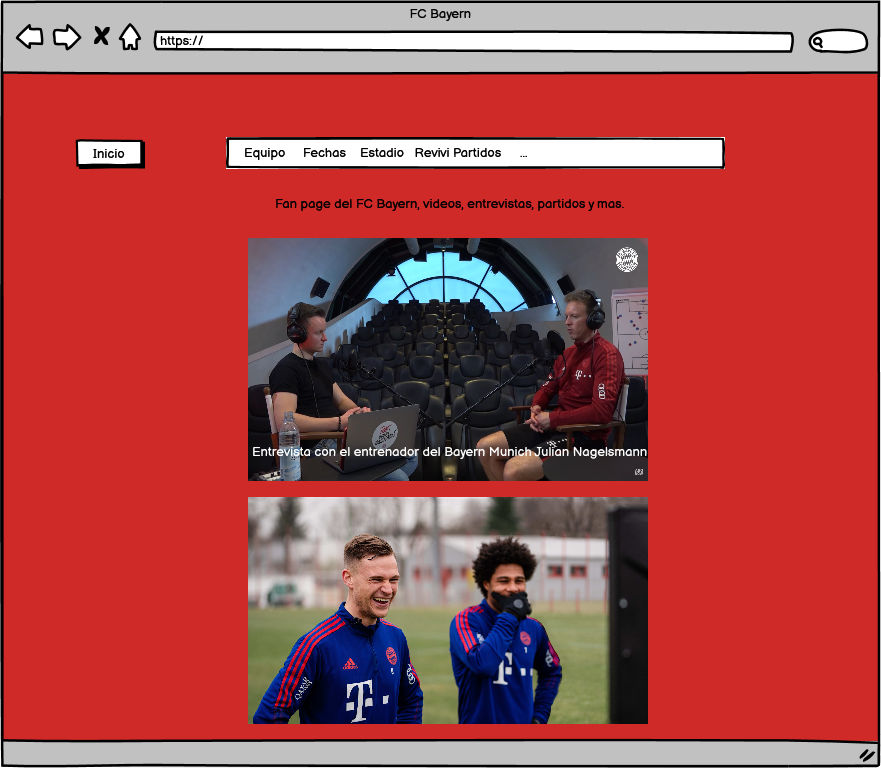 FC Bayern
https://
Inicio
Equipo Fechas Estadio Revivi Partidos ...
Fan page del FC Bayern, videos, entrevistas, partidos y mas.
Entrevista con el entrenador del Bayern Munich Julian Nagelsmann
T
T
QATAR
T